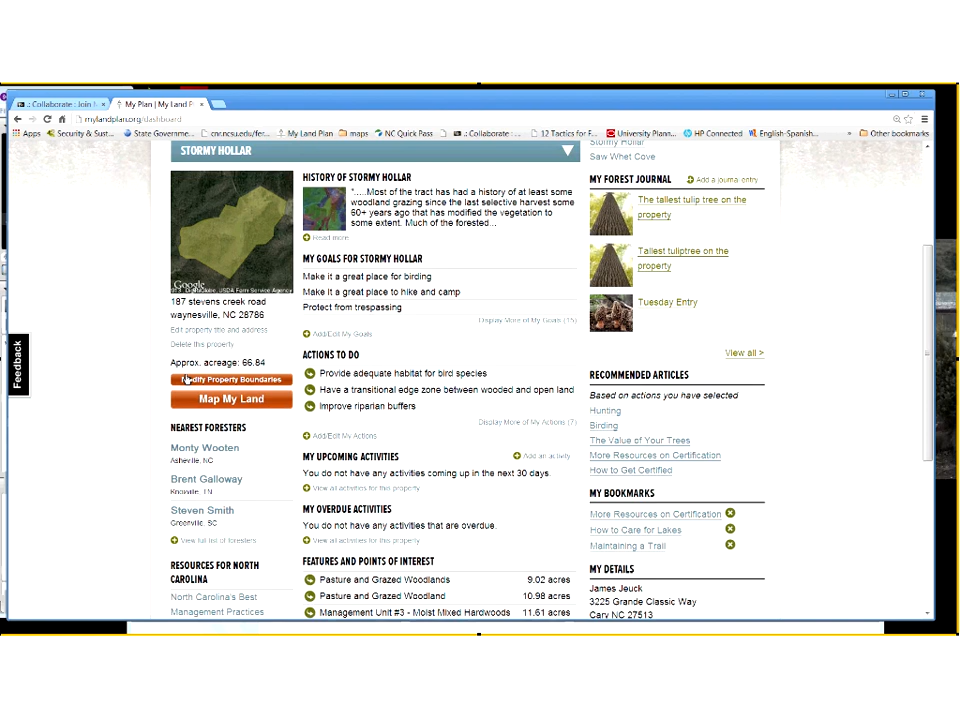 .: Collaborate : Join M
My Plan | My Land P
mylandplan.org/dashboard
Apps
Security & Sust...
State Governme...
cnr.ncsu.edu/fer...
My Land Plan
maps
NC Quick Pass
.: Collaborate : ...
12 Tactics for F...
University Plann...
HP Connected
English-Spanish...
»
Other bookmarks
STORMY HOLLAR
Google
187 stevens creek road
waynesville, NC 28786
Edit property title and address
Delete this property
Approx. acreage: 66.84
Modify Property Boundaries
Map My Land
NEAREST FORESTERS
Monty Wooten
Asheville, NC
Brent Galloway
Knoxville, TN
Steven Smith
Greenville, SC
View full list of foresters
RESOURCES FOR NORTH
CAROLINA
North Carolina's Best
Management Practices
HISTORY OF STORMY HOLLAR
".....Most of the tract has had a history of at least some
woodland grazing since the last selective harvest some
60+ years ago that has modified the vegetation to
some extent. Much of the forested...
Read more
MY GOALS FOR STORMY HOLLAR
Make it a great place for birding
Make it a great place to hike and camp
Protect from trespassing
Display More of My Goals (15)
Add/Edit My Goals
ACTIONS TO DO
Provide adequate habitat for bird species
Have a transitional edge zone between wooded and open land
Improve riparian buffers
Display More of My Actions (7)
Add/Edit My Actions
MY UPCOMING ACTIVITIES
Add an activity
You do not have any activities coming up in the next 30 days.
View all activities for this property
MY OVERDUE ACTIVITIES
You do not have any activities that are overdue.
View all activities for this property
FEATURES AND POINTS OF INTEREST
Pasture and Grazed Woodlands 9.02 acres
Pasture and Grazed Woodland 10.98 acres
Management Unit #3 - Moist Mixed Hardwoods 11.61 acres
Stormy Hollar
Saw Whet Cove
MY FOREST JOURNAL
Add a journal entry
The tallest tulip tree on the
property
Tallest tuliptree on the
property
Tuesday Entry
View all >
RECOMMENDED ARTICLES
Based on actions you have selected
Hunting
Birding
The Value of Your Trees
More Resources on Certification
How to Get Certified
MY BOOKMARKS
More Resources on Certification
How to Care for Lakes
Maintaining a Trail
MY DETAILS
James Jeuck
3225 Grande Classic Way
Cary NC 27513
Feedback